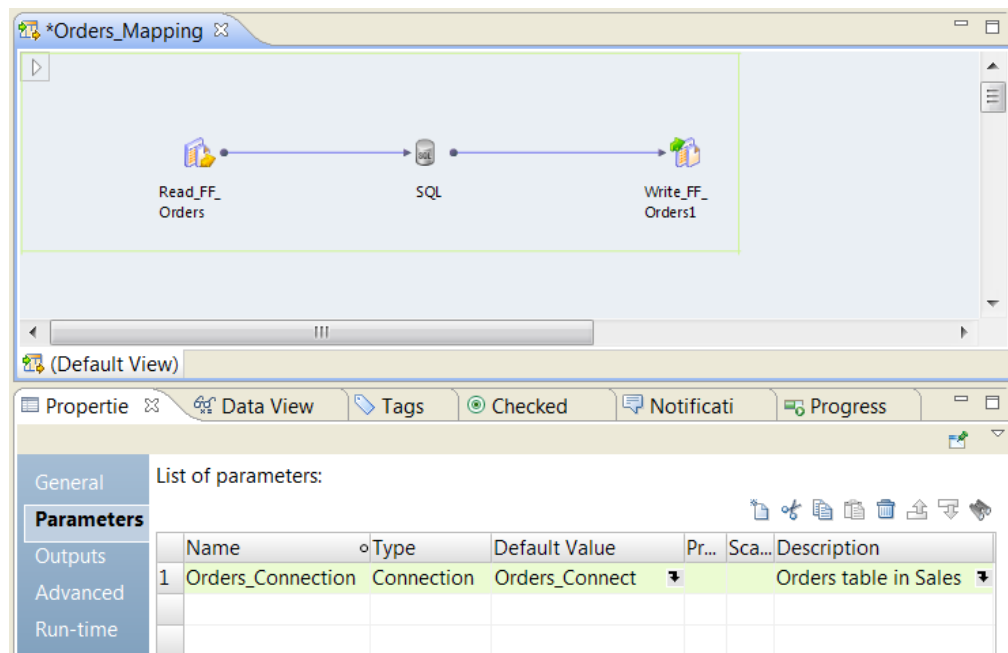 *Orders_Mapping
Read_FF_
Orders
SQL
Write_FF_
Orders1
(Default View)
Propertie Data View Tags Checked Notificati Progress
General
Parameters
Outputs
Advanced
Run-time
List of parameters:
Name Type Default Value Pr... Sca... Description
1 Orders_Connection Connection Orders_Connect Orders table in Sales